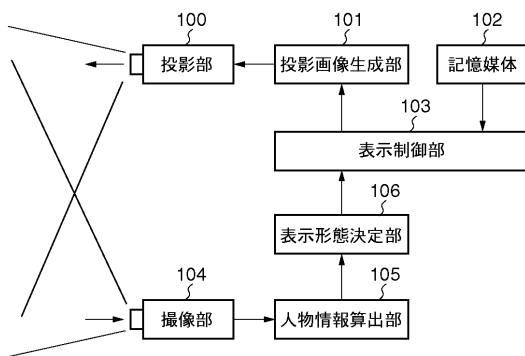 100
101
102
投影部
投影画像生成部
記憶媒体
103
表示制御部
106
表示形態決定部
104
105
撮像部
人物情報算出部